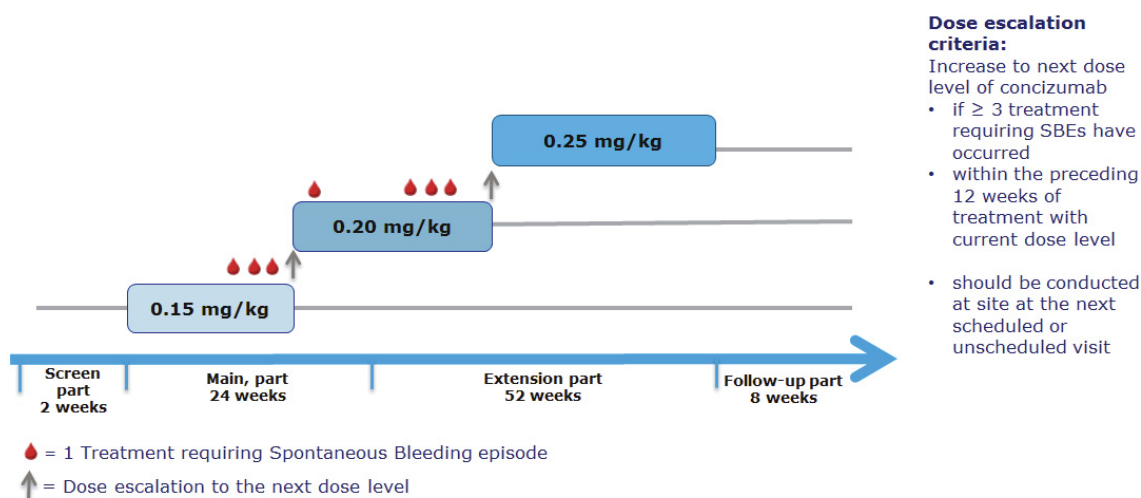 Dose escalation
criteria:
Increase to next dose
level of concizumab
• if ≥ 3 treatment
requiring SBEs have
occurred
• within the preceding
12 weeks of
treatment with
current dose level
• should be conducted
at site at the next
scheduled or
unscheduled visit
0.25 mg/kg
0.20 mg/kg
0.15 mg/kg
Screen
part
2 weeks
Main, part
24 weeks
Extension part
52 weeks
Follow-up part
8 weeks
= 1 Treatment requiring Spontaneous Bleeding episode
= Dose escalation to the next dose level